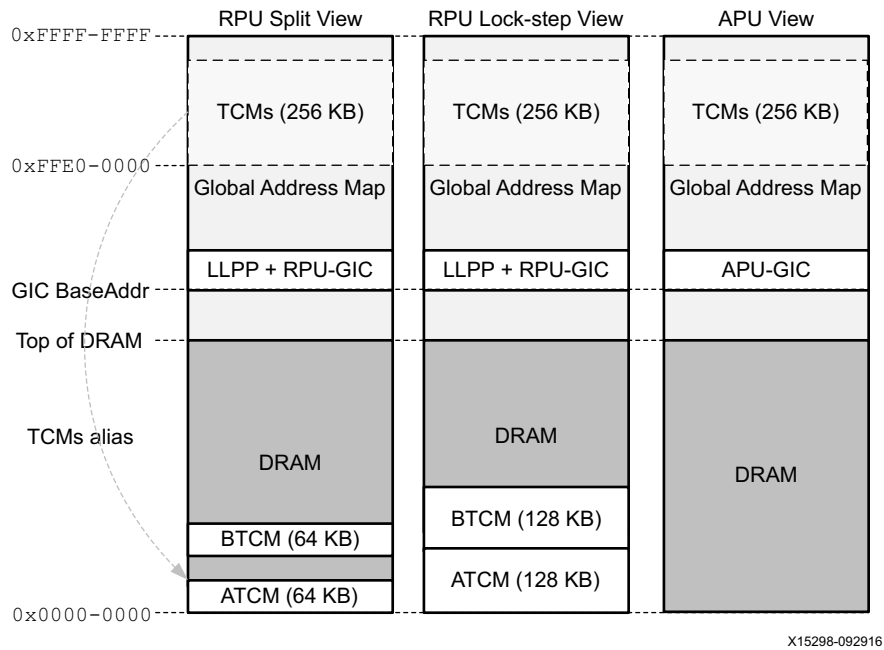 RPU Split View RPU Lock-step View APU View
0xFFFF-FFFF
TCMs (256 KB) TCMs (256 KB) TCMs (256 KB)
0xFFE0-0000
Global Address Map Global Address Map Global Address Map
LLPP + RPU-GIC LLPP + RPU-GIC APU-GIC
GIC BaseAddr
Top of DRAM
TCMs alias
DRAM DRAM DRAM
BTCM (64 KB) BTCM (128 KB)
ATCM (64 KB) ATCM (128 KB)
0x0000-0000
X15298-092916